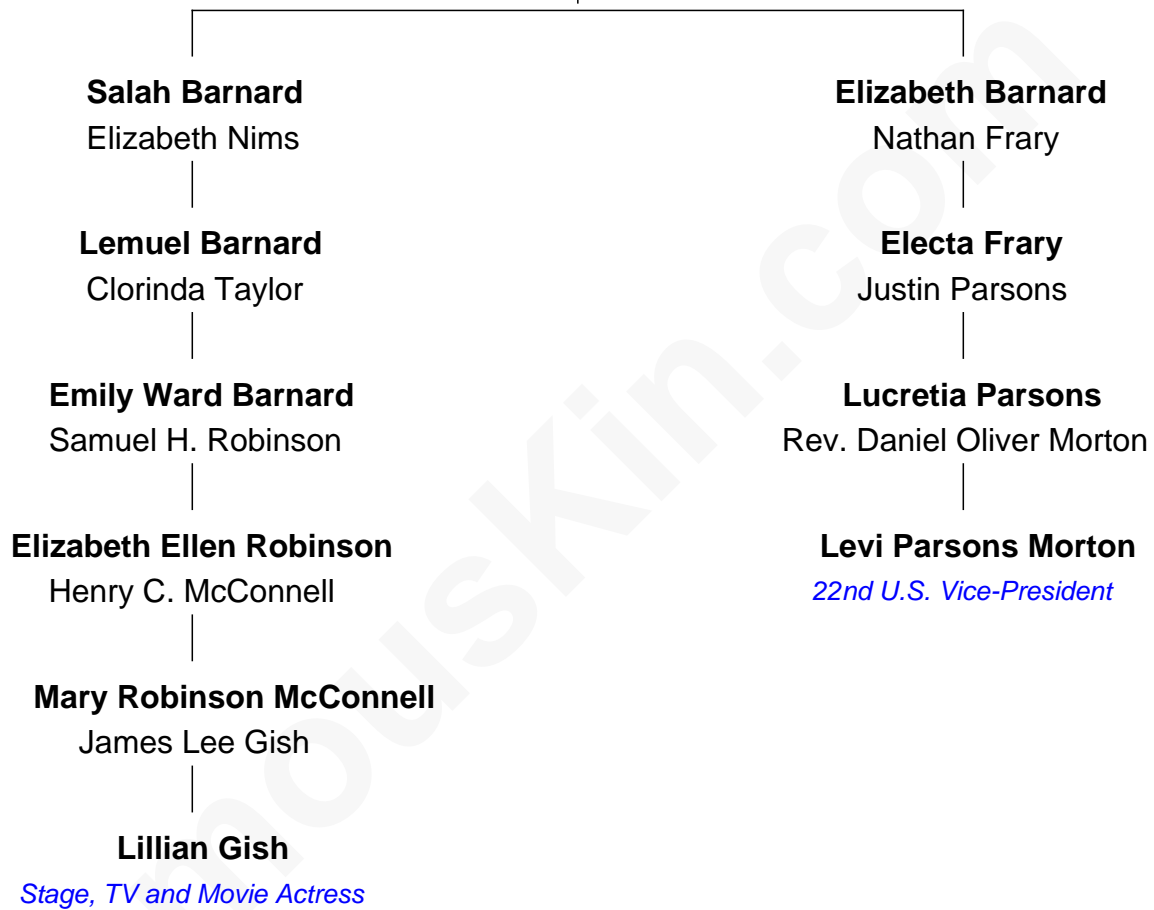 Salah Barnard
Elizabeth Nims
Elizabeth Barnard
Nathan Frary
Lemuel Barnard
Clorinda Taylor
Electa Frary
Justin Parsons
Emily Ward Barnard
Samuel H. Robinson
Lucretia Parsons
Rev. Daniel Oliver Morton
Elizabeth Ellen Robinson
Henry C. McConnell
Levi Parsons Morton
22nd U.S. Vice-President
Mary Robinson McConnell
James Lee Gish
Lillian Gish
Stage, TV and Movie Actress
mousKin.com